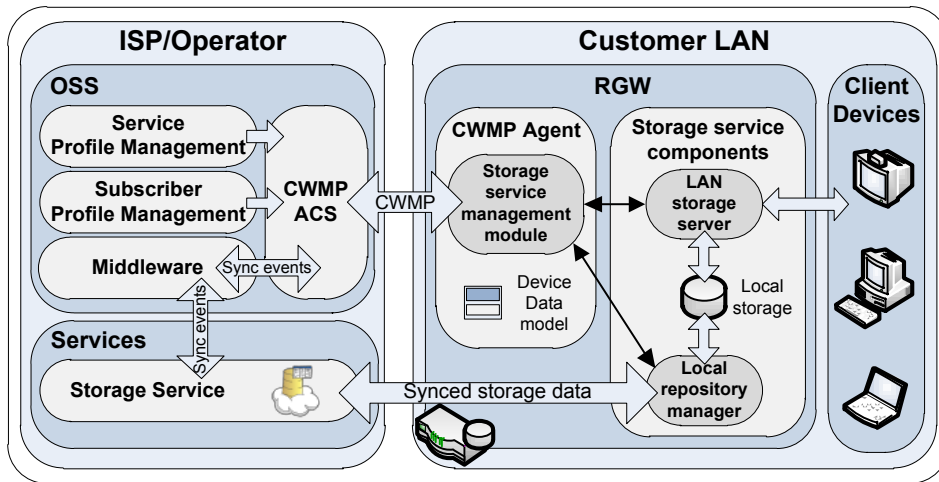 ISP/Operator
OSS
Service
Profile Management
Subscriber
Profile Management
Middleware
CWMP
ACS
Sync events
Sync events
Services
Storage Service
CWMP
Synced storage data
Customer LAN
RGW
CWMP Agent
Storage
service
management
module
Device
Data
model
Storage service
components
LAN
storage
server
Local
storage
Local
repository
manager
Client
Devices